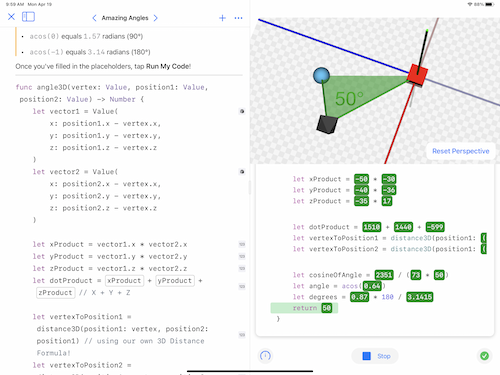 9:59 AM Mon Apr 19
88%
Amazing Angles
acos(0) equals 1.57 radians (90°)
acos(-1) equals 3.14 radians (180°)
Once you've filled in the placeholders, tap Run My Code!
func angle3D(vertex: Value, position1: Value,
position2: Value) -> Number {
let vector1 = Value(
x: position1.x - vertex.x,
y: position1.y - vertex.y,
z: position1.z - vertex.z
)
let vector2 = Value(
x: position2.x - vertex.x,
y: position2.y - vertex.y,
z: position2.z - vertex.z
)
let xProduct = vector1.x * vector2.x
let yProduct = vector1.y * vector2.y
let zProduct = vector1.z * vector2.z
let dotProduct = xProduct + yProduct +
zProduct // X + Y + Z
let vertexToPosition1 =
distance3D(position1: vertex, position2:
position1) // using our own 3D Distance
Formula!
let vertexToPosition2 =
50°
Reset Perspective
let xProduct = -50 * -30
let yProduct = -40 * -36
let zProduct = -35 * 17
let dotProduct = 1510 + 1440 + -599
let vertexToPosition1 = distance3D(position1: (
let vertexToPosition2 = distance3D(position1: (
let cosineOfAngle = 2351 / (73 * 50)
let angle = acos(0.64)
let degrees = 0.87 * 180 / 3.1415
return 50
}
Stop